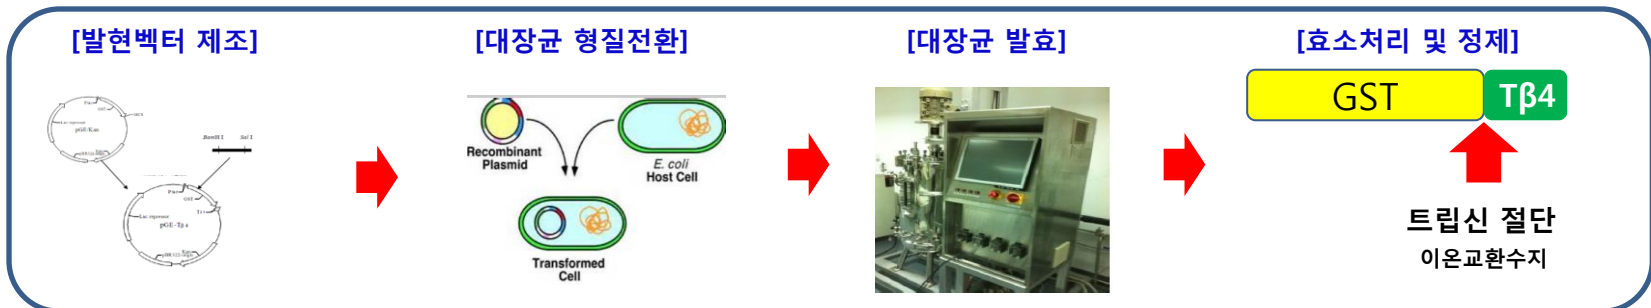 [발현벡터 제조]
[대장균 형질전환]
[대장균 발효]
[효소처리 및 정제]
pGE/Kan
BamH I
Sal I
pGE-Tβ4
Recombinant
Plasmid
E. coli
Host Cell
Transformed
Cell
GST
Tβ4
트립신 절단
이온교환수지